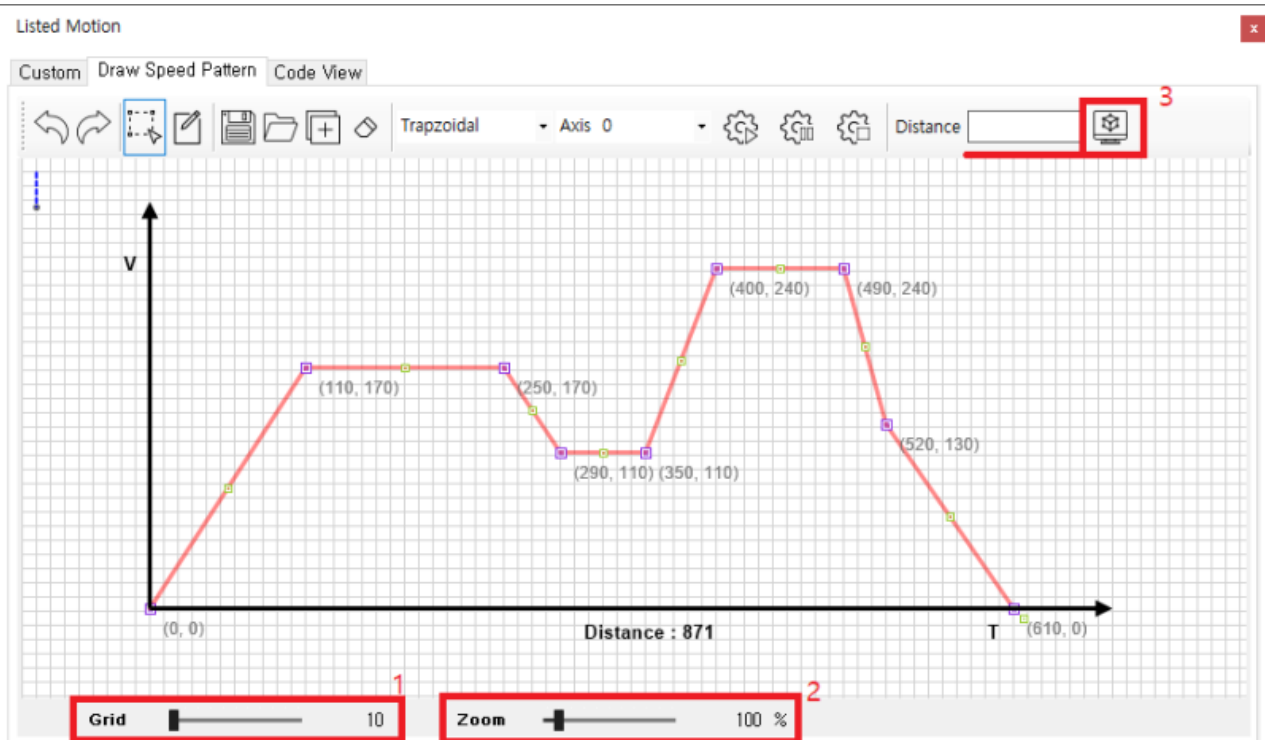 Listed Motion
x
Custom Draw Speed Pattern Code View
3
Trapzoidal Axis 0 Distance
V
(400, 240) (490, 240)
(110, 170) (250, 170)
(520, 130)
(290, 110) (350, 110)
(0, 0) Distance : 871 T (610, 0)
1 2
Grid 10 Zoom 100 %